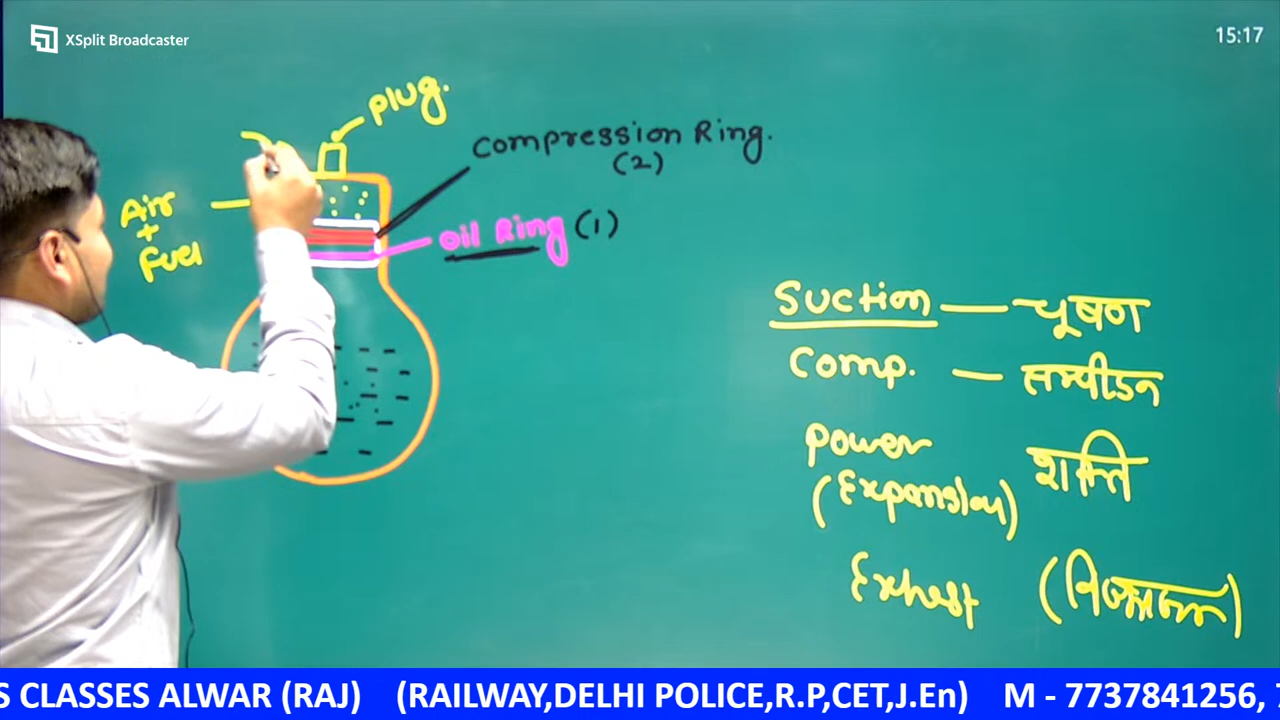 XSplit Broadcaster
15:17
Plug.
Compression Ring.
(2)
Air
+
Fuel
Oil Ring (1)
Suction — चूषण
Comp. — सम्पीडन
Power शक्ति
(Expansion)
Exhest (निष्कासन)
S CLASSES ALWAR (RAJ) (RAILWAY,DELHI POLICE,R.P,CET,J.En) M - 7737841256,